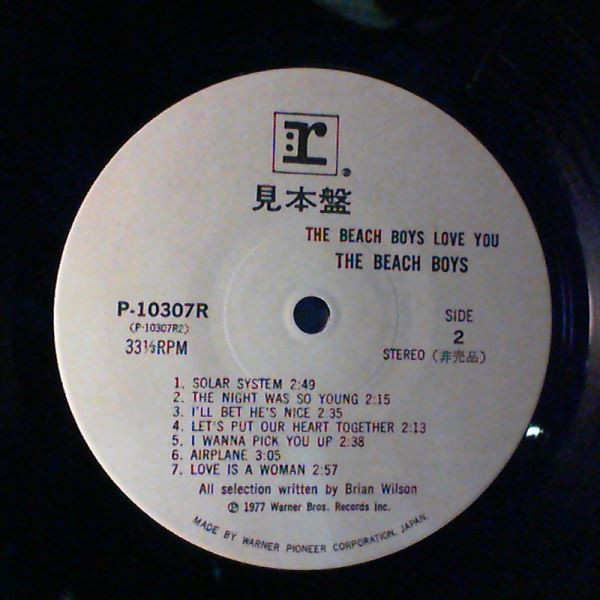 r
見本盤
THE BEACH BOYS LOVE YOU
THE BEACH BOYS
P-10307R
(P-10307R2)
33⅓RPM
SIDE
2
STEREO (非売品)
1. SOLAR SYSTEM 2:49
2. THE NIGHT WAS SO YOUNG 2:15
3. I'LL BET HE'S NICE 2 35
4. LET'S PUT OUR HEART TOGETHER 2:13
5. I WANNA PICK YOU UP 2:38
6. AIRPLANE 3:05
7. LOVE IS A WOMAN 2:57
All selection written by Brian Wilson
℗ 1977 Warner Bros. Records Inc.
MADE BY WARNER PIONEER CORPORATION, JAPAN.